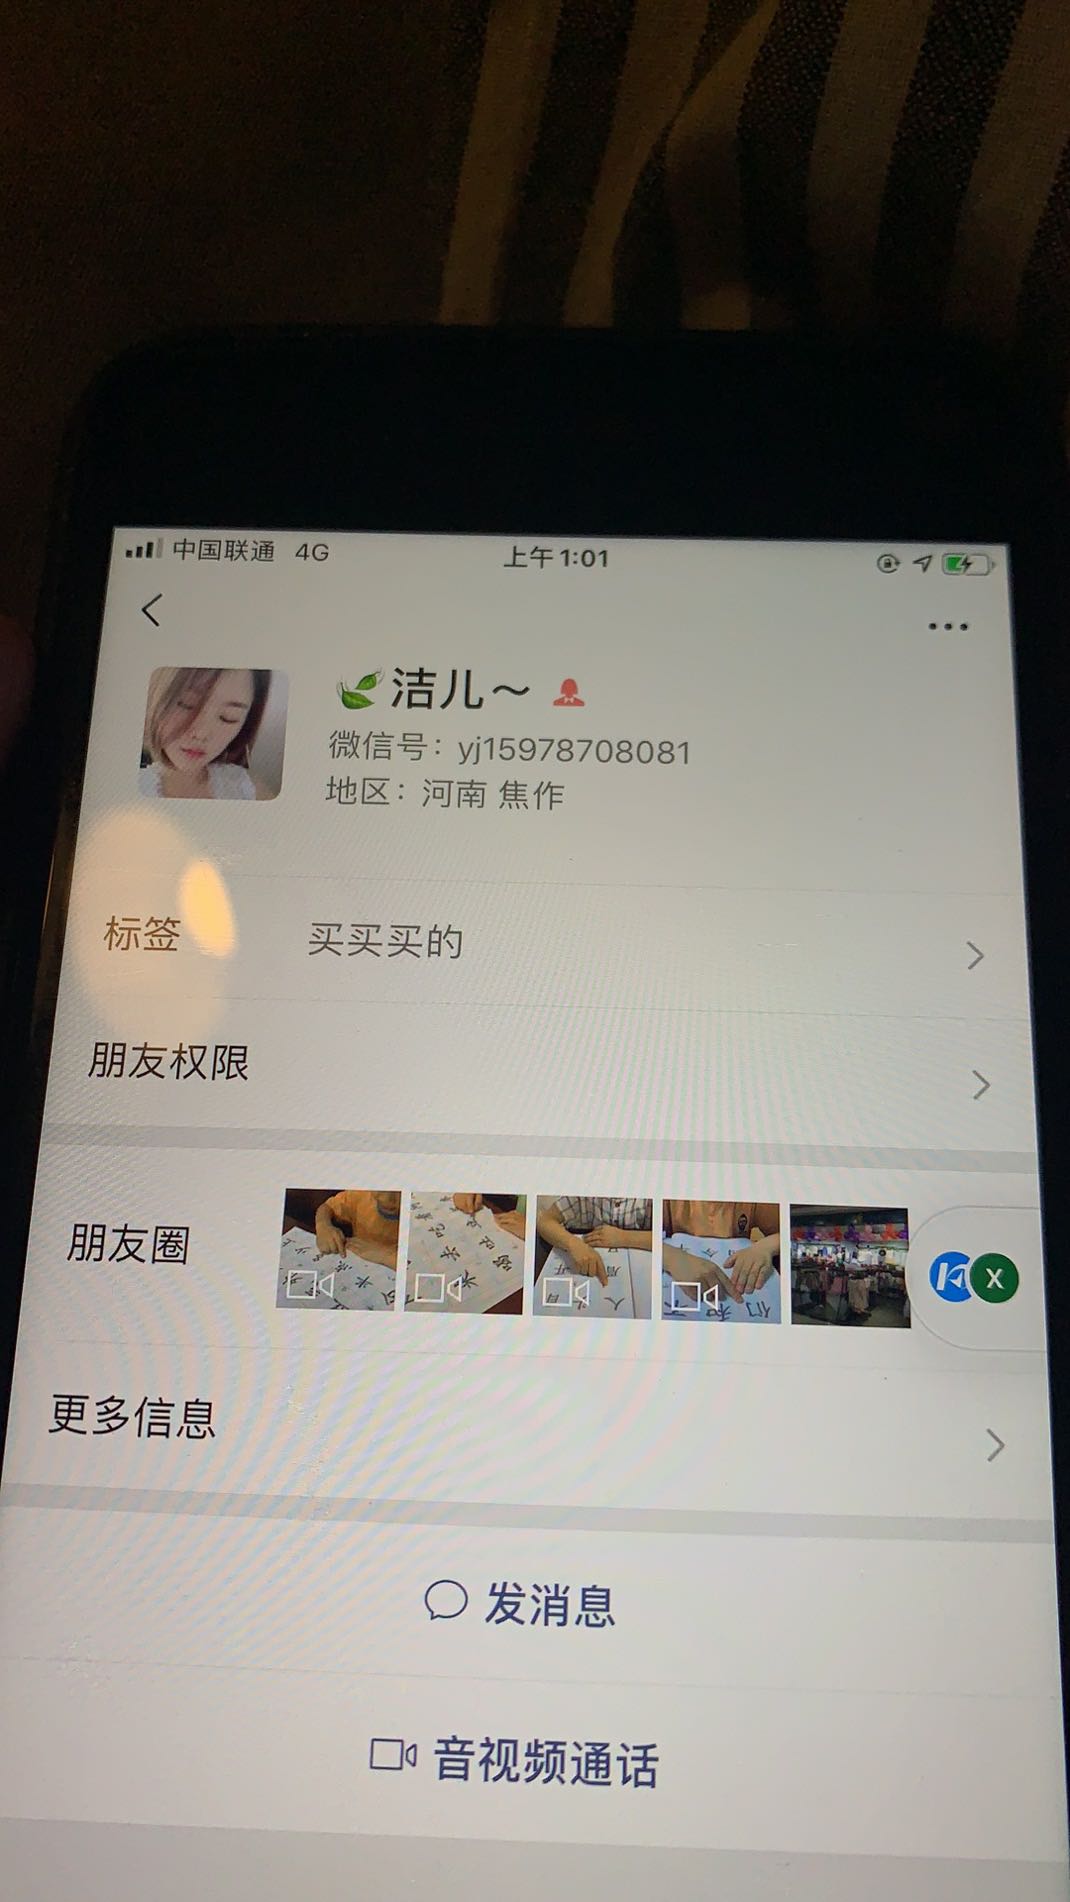 中国联通 4G 上午1:01
洁儿～
微信号：yj15978708081
地区：河南 焦作
标签 买买买的
朋友权限
朋友圈
X
更多信息
发消息
音视频通话